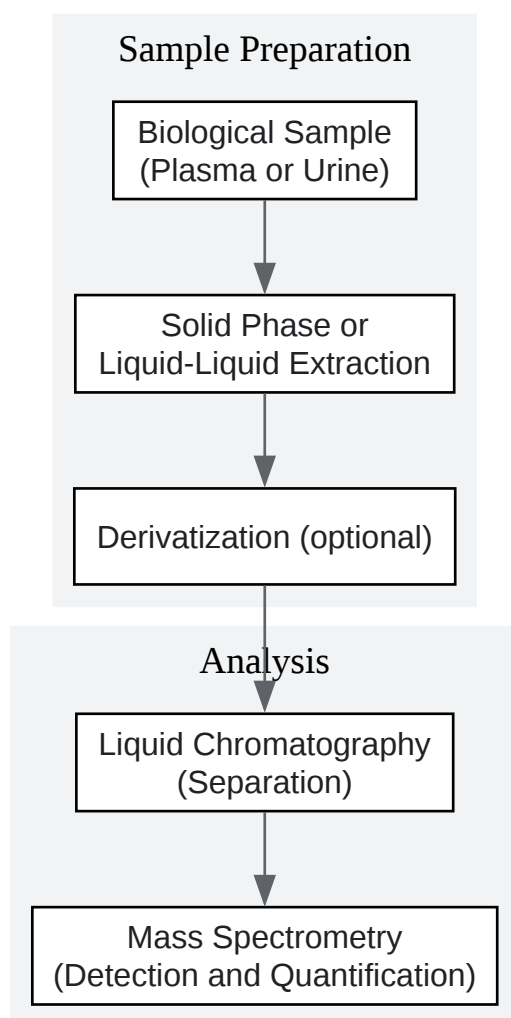 Sample Preparation
Biological Sample
(Plasma or Urine)
Solid Phase or
Liquid-Liquid Extraction
Derivatization (optional)
Analysis
Liquid Chromatography
(Separation)
Mass Spectrometry
(Detection and Quantification)